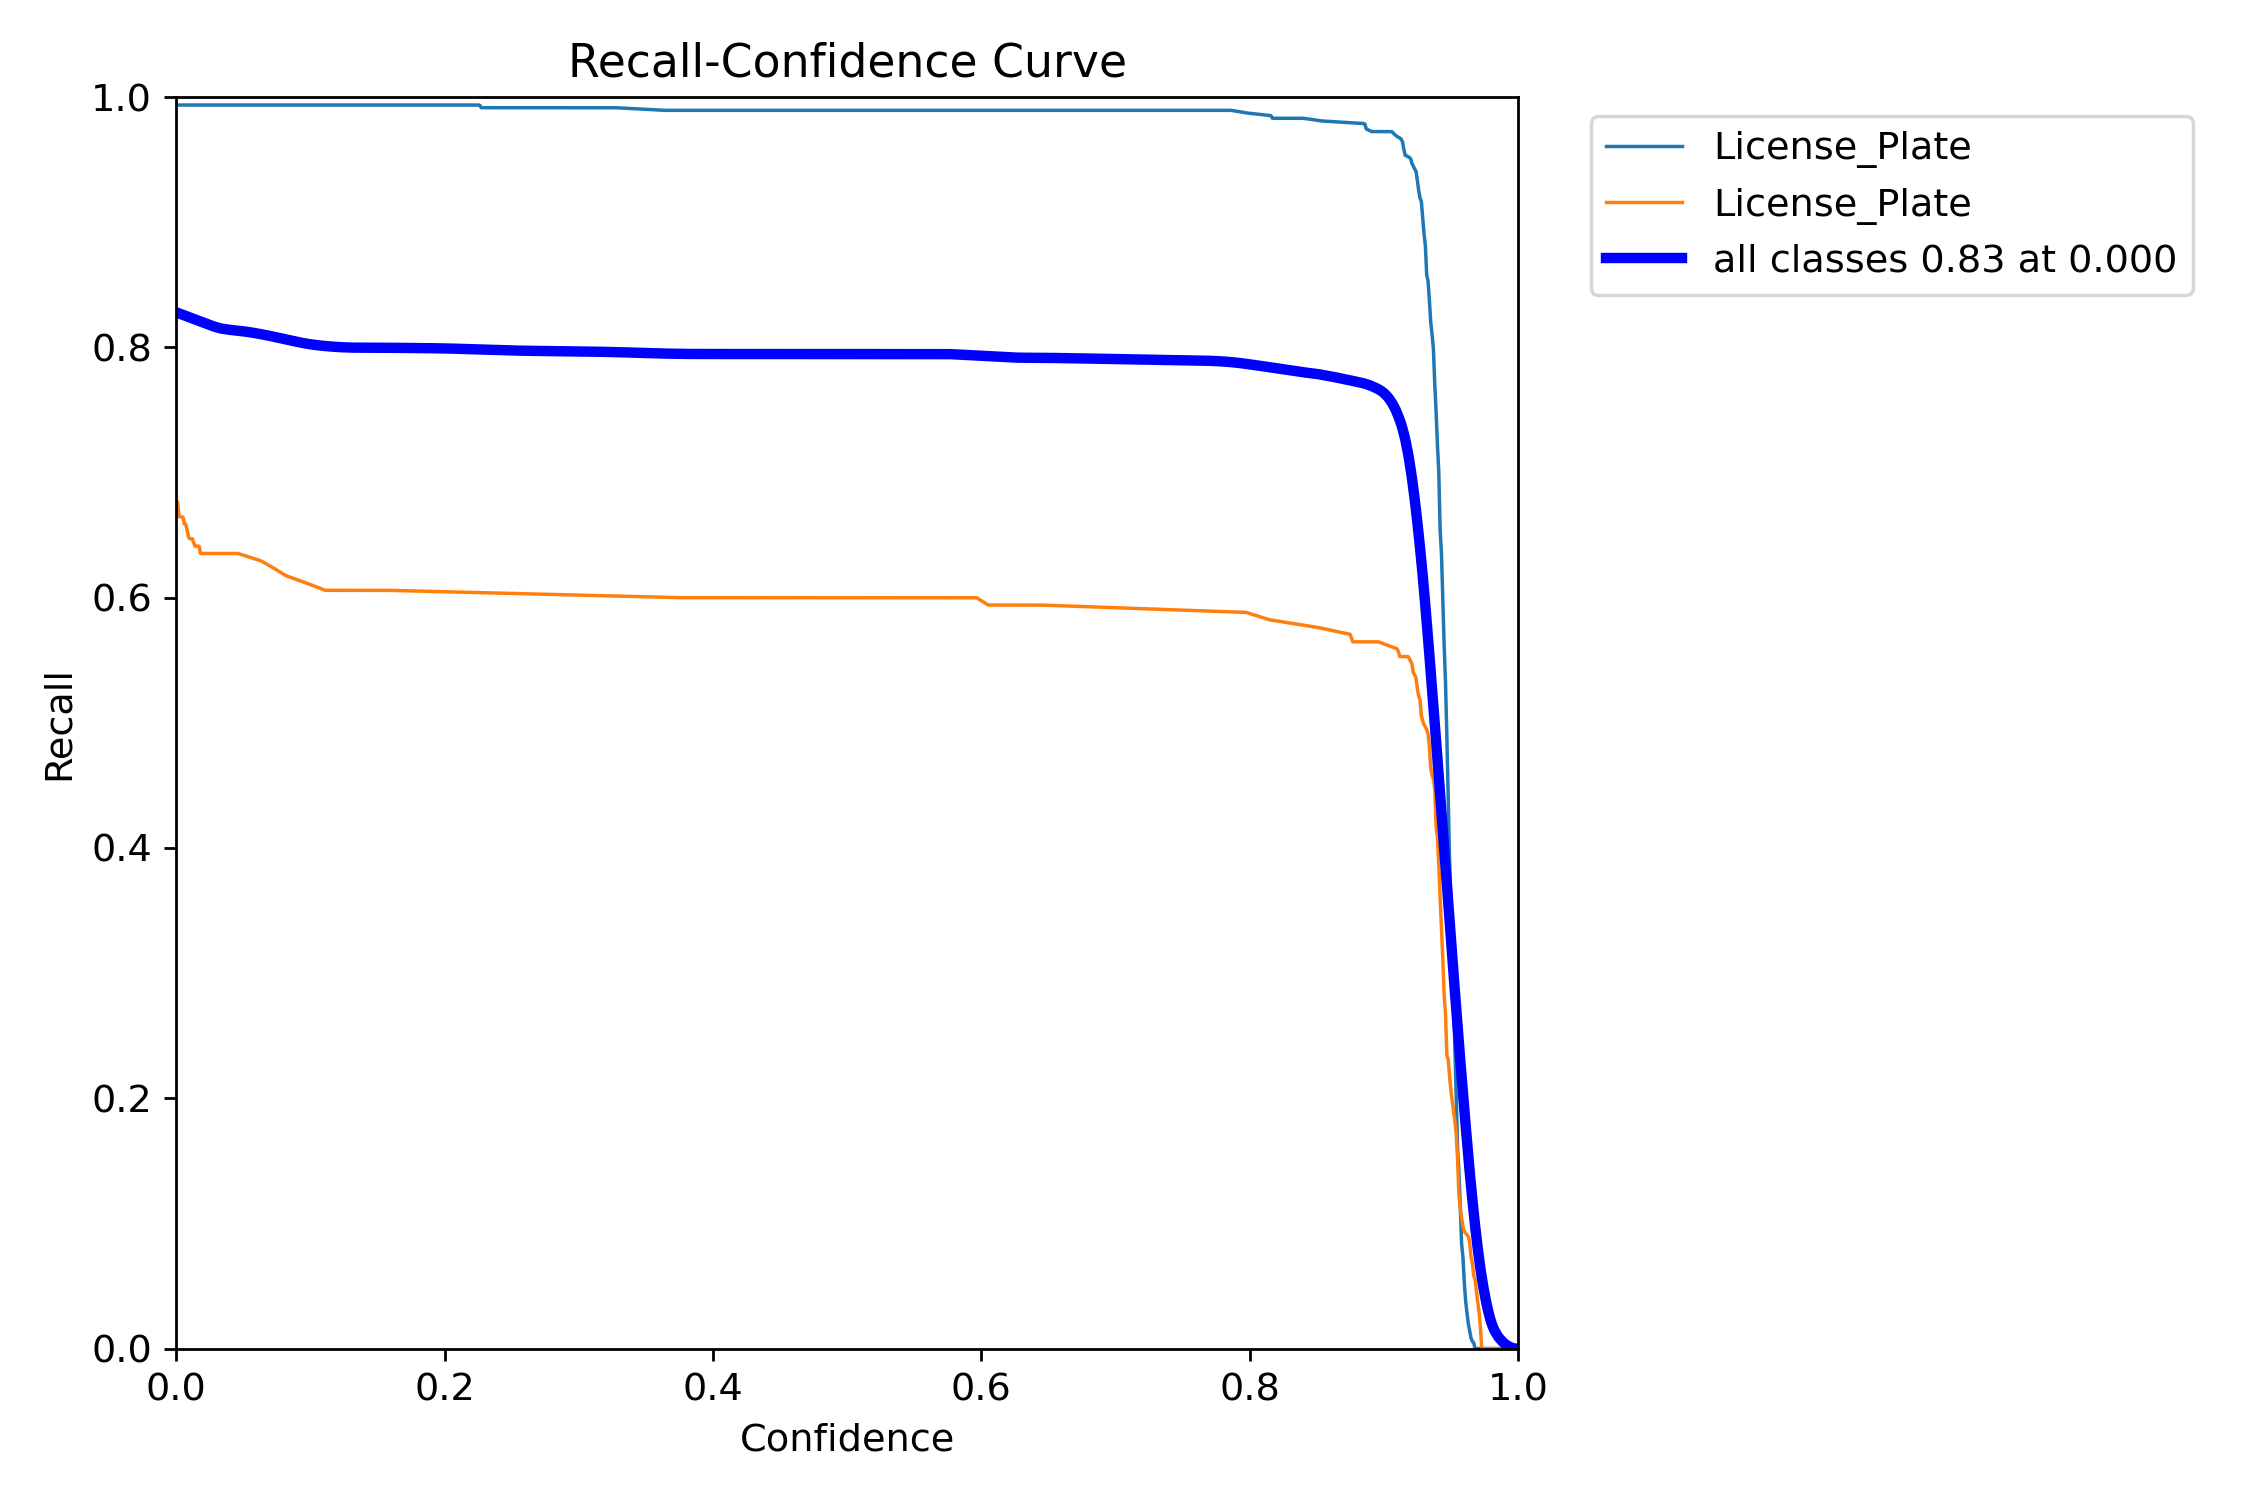 Recall-Confidence Curve
1.0
0.8
0.6
0.4
0.2
0.0
Recall
0.0 0.2 0.4 0.6 0.8 1.0
Confidence
License_Plate
License_Plate
all classes 0.83 at 0.000